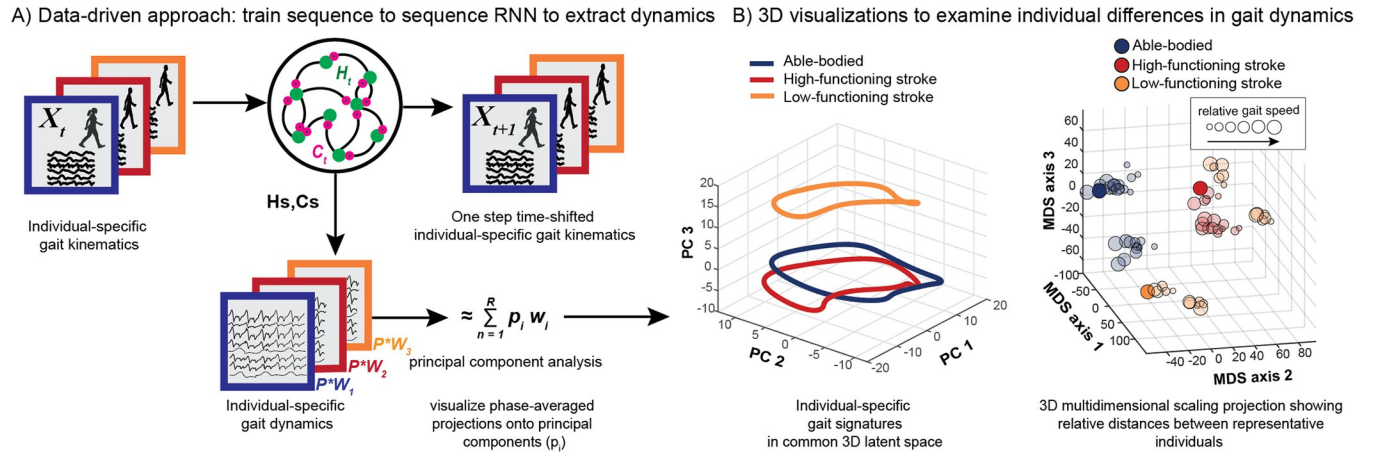 A) Data-driven approach: train sequence to sequence RNN to extract dynamics
X_t
H_t
C_t
X_t+1
Individual-specific
gait kinematics
Hs,Cs
One step time-shifted
individual-specific gait kinematics
P*W_3
P*W_2
P*W_1
Individual-specific
gait dynamics
R
≈ Σ p_i w_i
n = 1
principal component analysis
visualize phase-averaged
projections onto principal
components (p_i)
B) 3D visualizations to examine individual differences in gait dynamics
Able-bodied
High-functioning stroke
Low-functioning stroke
20
15
10
5
0
-5
-10
PC 3
10
5
0
-5
-10
PC 2
-20
-10
0
10
20
PC 1
Individual-specific
gait signatures
in common 3D latent space
Able-bodied
High-functioning stroke
Low-functioning stroke
relative gait speed
60
40
20
0
-20
-40
-60
MDS axis 3
-100
-50
0
50
100
MDS axis 1
-40
-20
0
20
40
60
80
MDS axis 2
3D multidimensional scaling projection showing
relative distances between representative
individuals